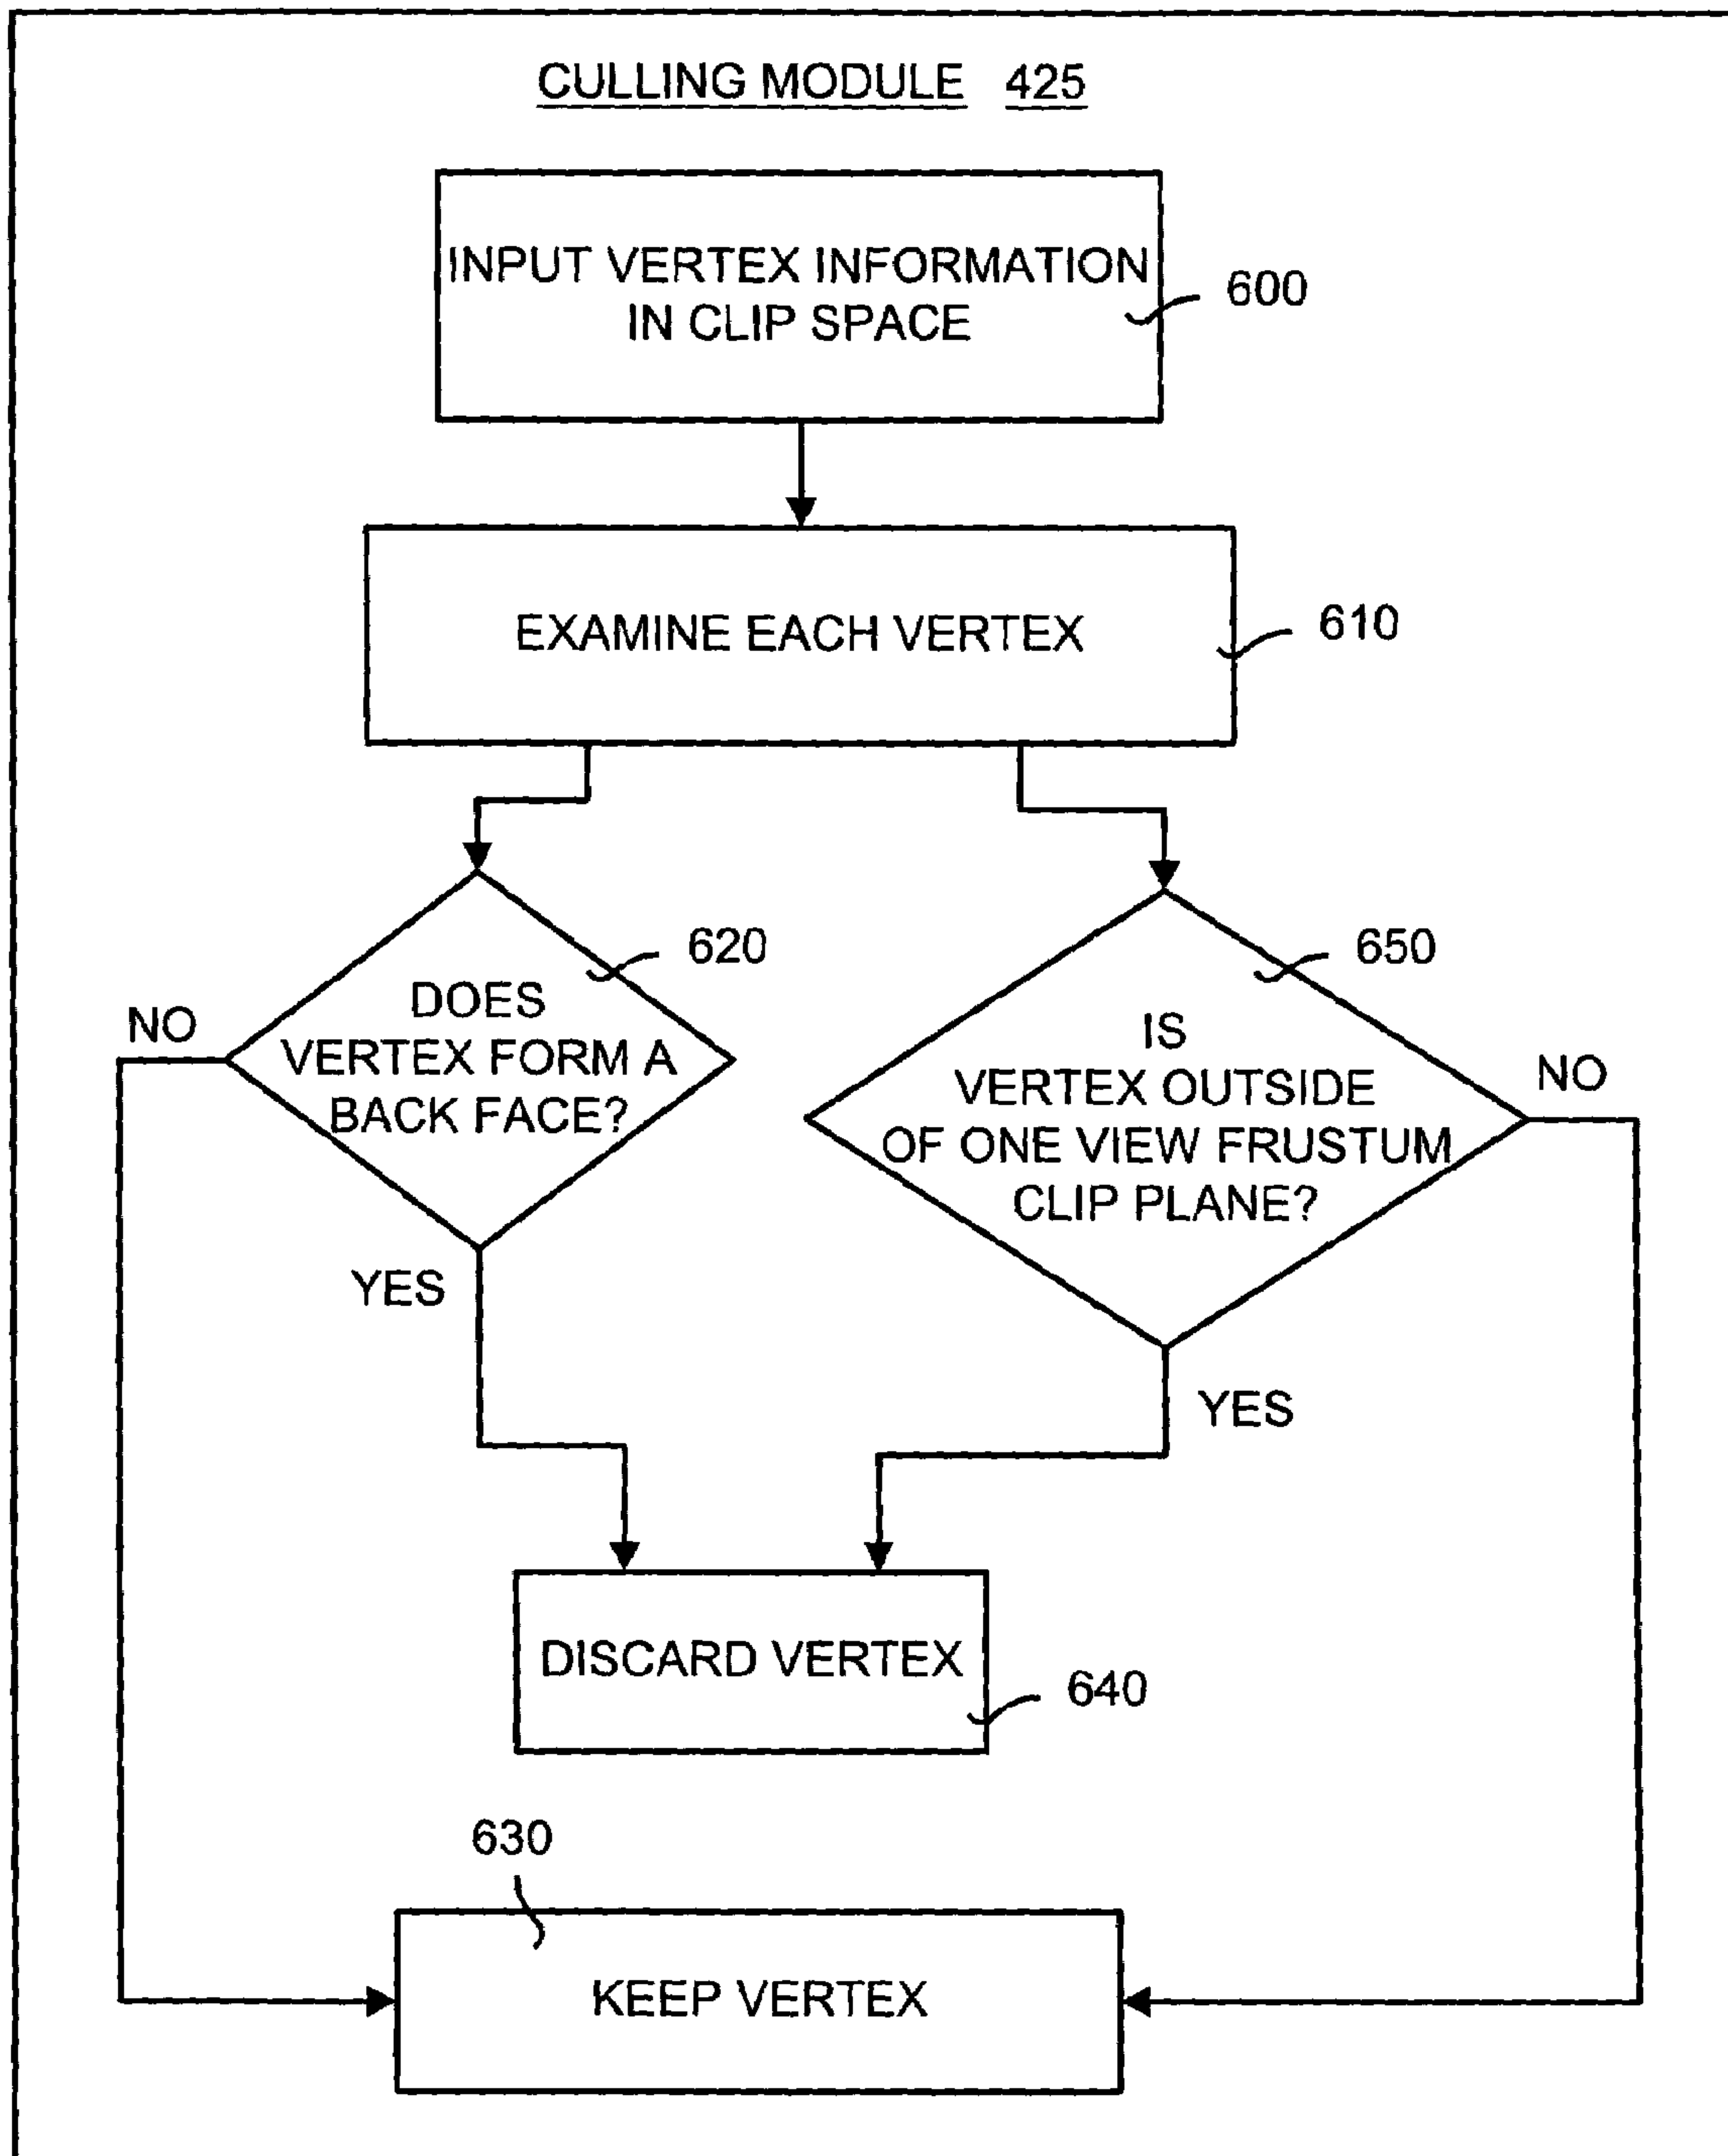 CULLING MODULE 425
INPUT VERTEX INFORMATION
IN CLIP SPACE
600
EXAMINE EACH VERTEX
610
620
DOES
VERTEX FORM A
BACK FACE?
NO
YES
650
IS
VERTEX OUTSIDE
OF ONE VIEW FRUSTUM
CLIP PLANE?
NO
YES
DISCARD VERTEX
640
630
KEEP VERTEX